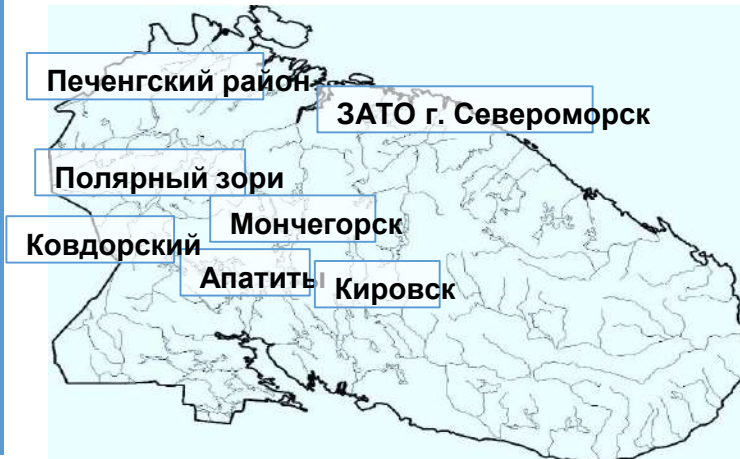 Печенгский район
ЗАТО г. Североморск
Полярный зори
Мончегорск
Ковдорский
Апатиты
Кировск